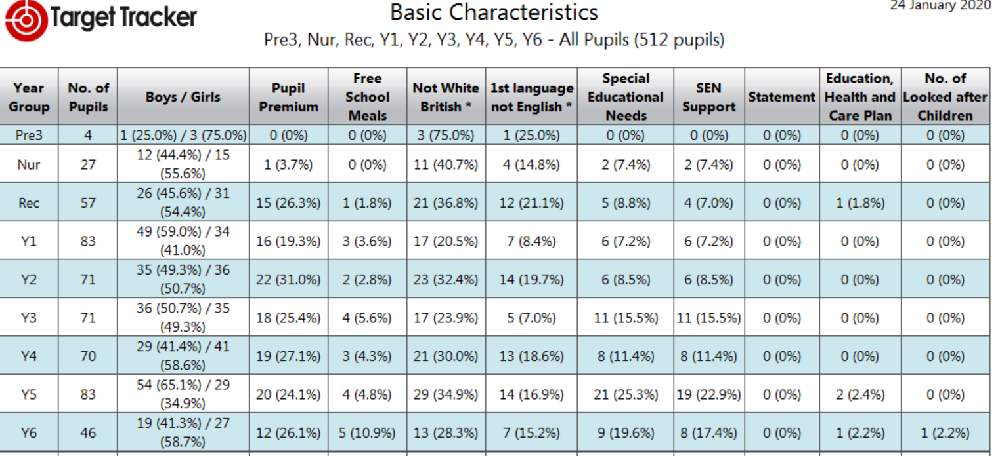 Target Tracker
Basic Characteristics
24 January 2020
Pre3, Nur, Rec, Y1, Y2, Y3, Y4, Y5, Y6 - All Pupils (512 pupils)
Year Group | No. of Pupils | Boys / Girls | Pupil Premium | Free School Meals | Not White British * | 1st language not English * | Special Educational Needs | SEN Support | Statement | Education, Health and Care Plan | No. of Looked after Children
Pre3 | 4 | 1 (25.0%) / 3 (75.0%) | 0 (0%) | 0 (0%) | 3 (75.0%) | 1 (25.0%) | 0 (0%) | 0 (0%) | 0 (0%) | 0 (0%) | 0 (0%)
Nur | 27 | 12 (44.4%) / 15 (55.6%) | 1 (3.7%) | 0 (0%) | 11 (40.7%) | 4 (14.8%) | 2 (7.4%) | 2 (7.4%) | 0 (0%) | 0 (0%) | 0 (0%)
Rec | 57 | 26 (45.6%) / 31 (54.4%) | 15 (26.3%) | 1 (1.8%) | 21 (36.8%) | 12 (21.1%) | 5 (8.8%) | 4 (7.0%) | 0 (0%) | 1 (1.8%) | 0 (0%)
Y1 | 83 | 49 (59.0%) / 34 (41.0%) | 16 (19.3%) | 3 (3.6%) | 17 (20.5%) | 7 (8.4%) | 6 (7.2%) | 6 (7.2%) | 0 (0%) | 0 (0%) | 0 (0%)
Y2 | 71 | 35 (49.3%) / 36 (50.7%) | 22 (31.0%) | 2 (2.8%) | 23 (32.4%) | 14 (19.7%) | 6 (8.5%) | 6 (8.5%) | 0 (0%) | 0 (0%) | 0 (0%)
Y3 | 71 | 36 (50.7%) / 35 (49.3%) | 18 (25.4%) | 4 (5.6%) | 17 (23.9%) | 5 (7.0%) | 11 (15.5%) | 11 (15.5%) | 0 (0%) | 0 (0%) | 0 (0%)
Y4 | 70 | 29 (41.4%) / 41 (58.6%) | 19 (27.1%) | 3 (4.3%) | 21 (30.0%) | 13 (18.6%) | 8 (11.4%) | 8 (11.4%) | 0 (0%) | 0 (0%) | 0 (0%)
Y5 | 83 | 54 (65.1%) / 29 (34.9%) | 20 (24.1%) | 4 (4.8%) | 29 (34.9%) | 14 (16.9%) | 21 (25.3%) | 19 (22.9%) | 0 (0%) | 2 (2.4%) | 0 (0%)
Y6 | 46 | 19 (41.3%) / 27 (58.7%) | 12 (26.1%) | 5 (10.9%) | 13 (28.3%) | 7 (15.2%) | 9 (19.6%) | 8 (17.4%) | 0 (0%) | 1 (2.2%) | 1 (2.2%)